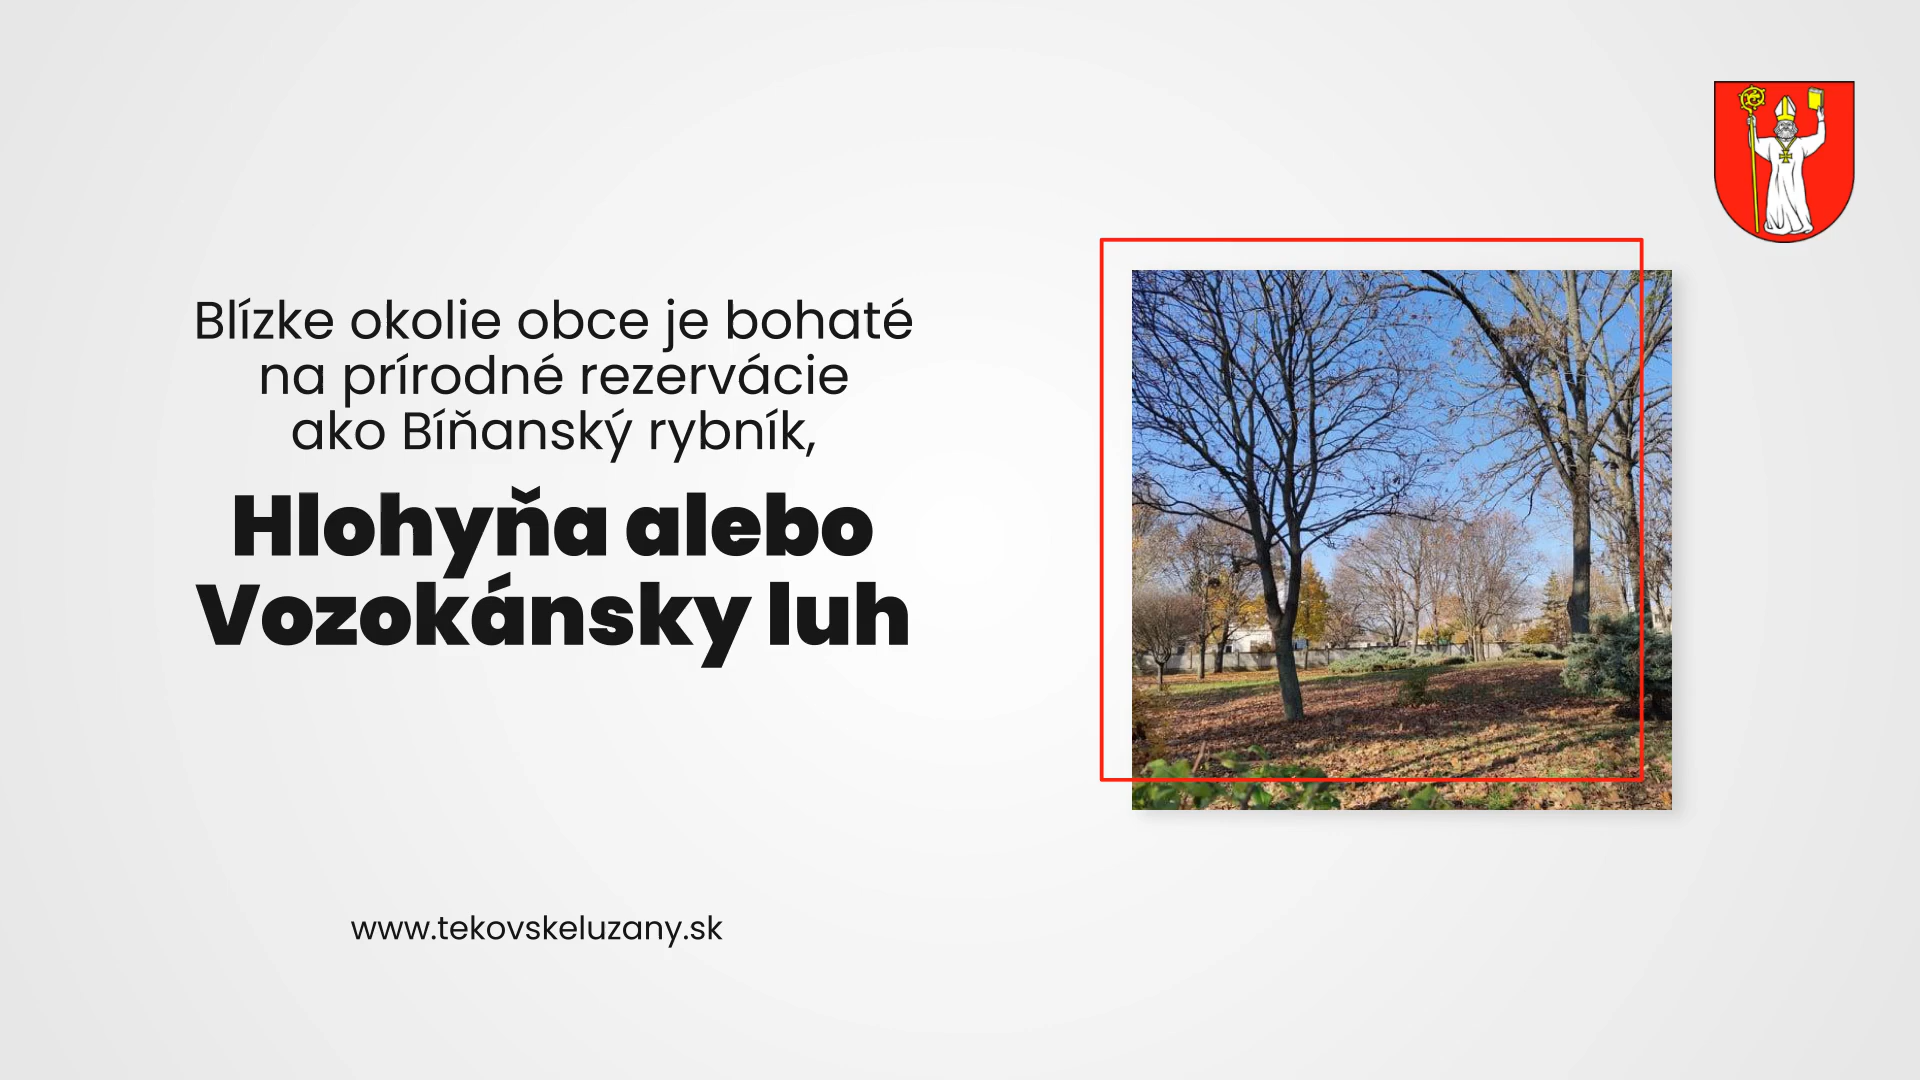 Blízke okolie obce je bohaté
na prírodné rezervácie
ako Bíňanský rybník,
Hlohyňa alebo
Vozokánsky luh
www.tekovskeluzany.sk